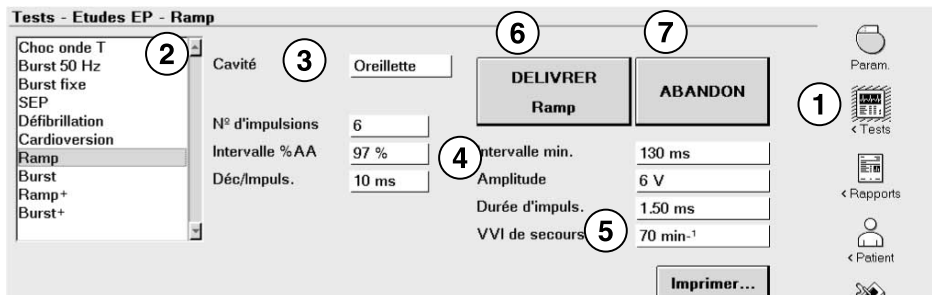 Tests - Etudes EP - Ramp
Choc onde T
Burst 50 Hz
Burst fixe
SEP
Défibrillation
Cardioversion
Ramp
Burst
Ramp+
Burst+
2
Cavité
3
Oreillette
Nº d'impulsions
6
Intervalle %AA
97 %
Déc/Impuls.
10 ms
4
6
7
DELIVRER
Ramp
ABANDON
Intervalle min.
130 ms
Amplitude
6 V
Durée d'impuls.
1.50 ms
VVI de secours
5
70 min-¹
Imprimer...
Param.
1
< Tests
< Rapports
< Patient